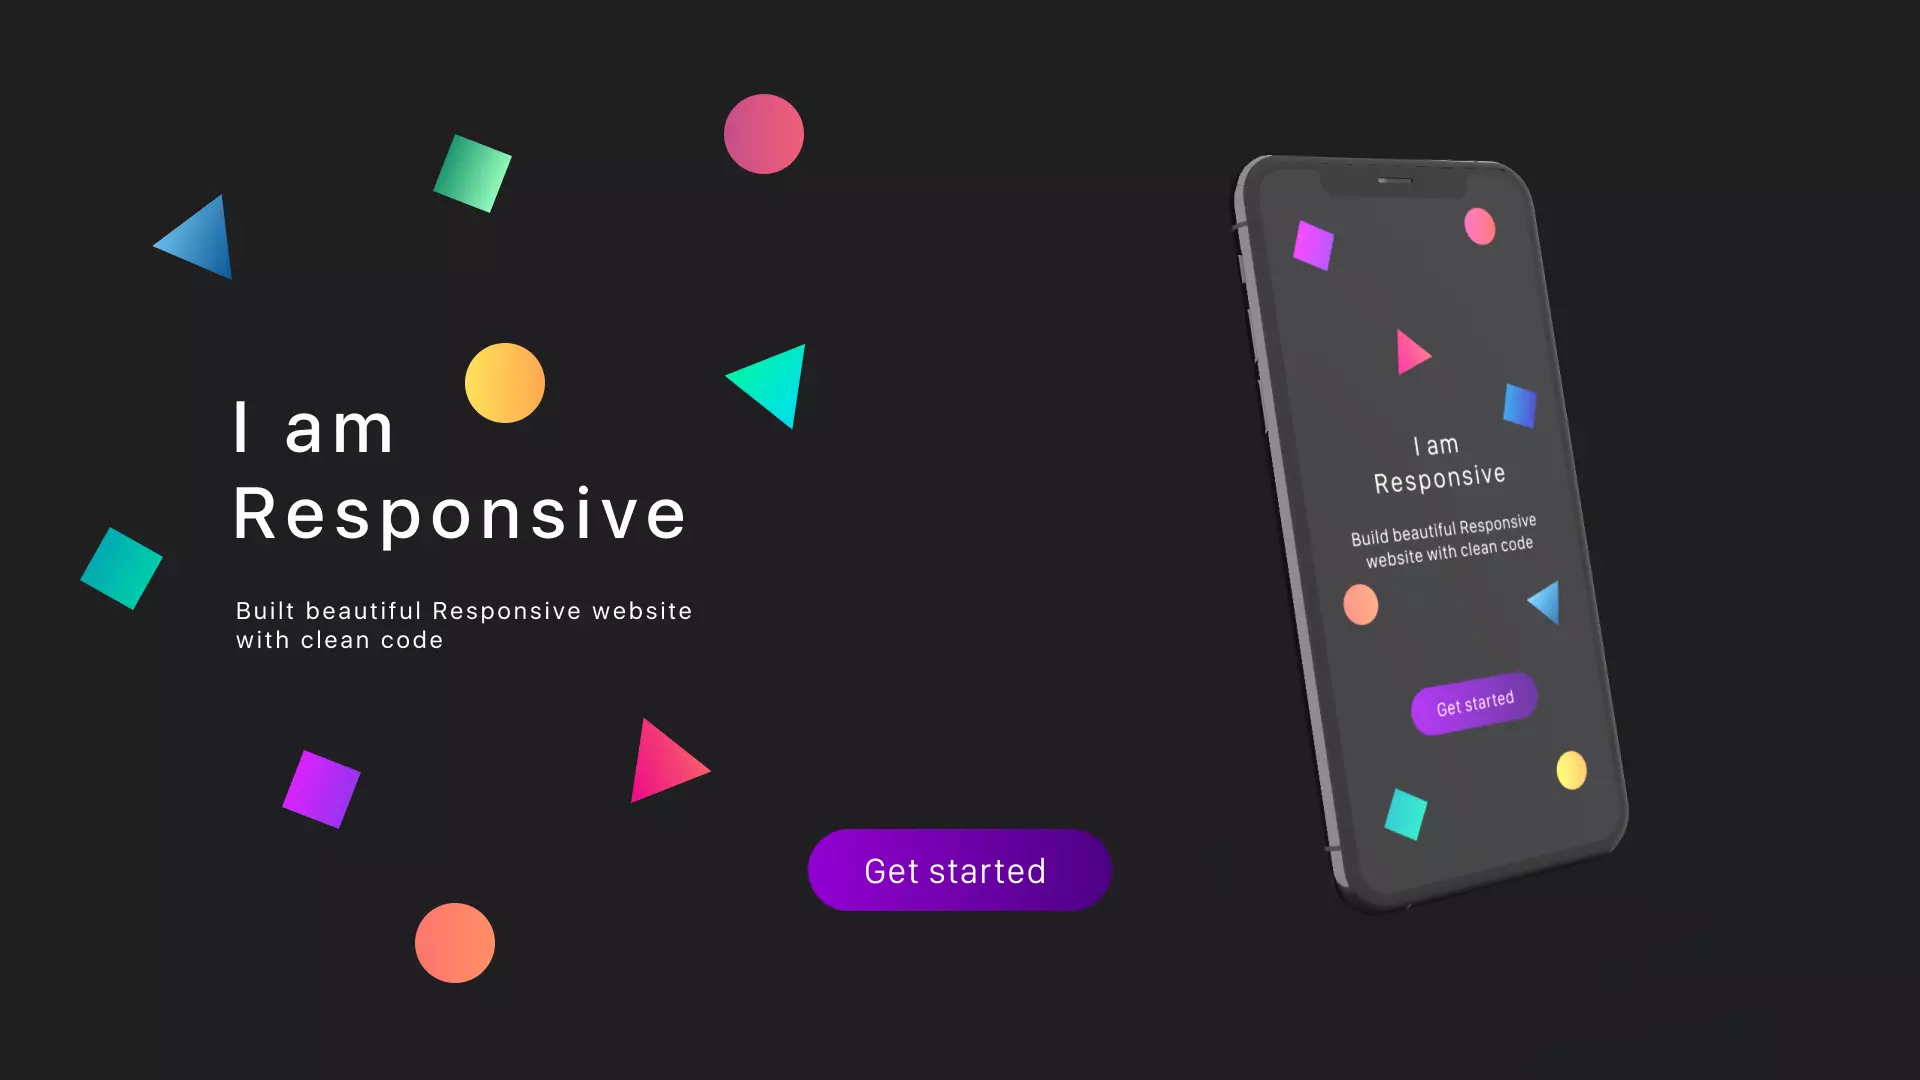 I am
Responsive
Built beautiful Responsive website
with clean code
Get started
I am
Responsive
Build beautiful Responsive
website with clean code
Get started